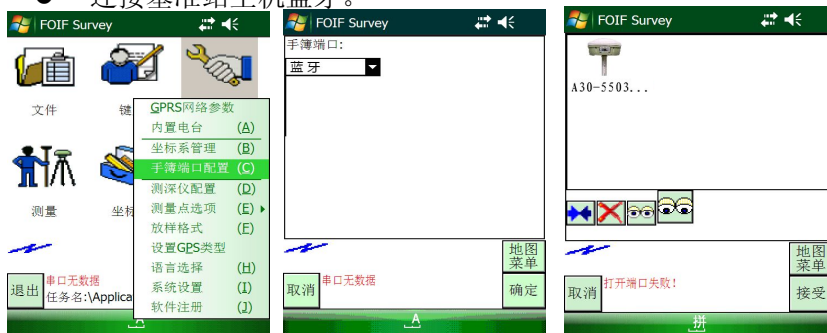 连接基准站主机蓝牙。
FOIF Survey
文件
键
测量
坐标
GPRS网络参数
内置电台 (A)
坐标系管理 (B)
手簿端口配置 (C)
测深仪配置 (D)
测量点选项 (E)
放样格式 (F)
设置GPS类型
语言选择 (H)
系统设置 (I)
软件注册 (J)
退出
串口无数据
任务名:\Applica
A
FOIF Survey
手簿端口:
蓝牙
地图
菜单
取消
串口无数据
确定
A
FOIF Survey
A30-5503...
地图
菜单
取消
打开端口失败!
接受
拼